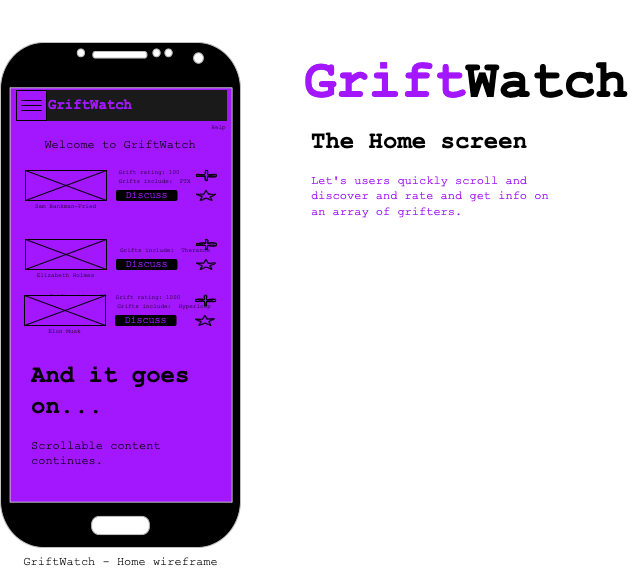 GriftWatch
Help
Welcome to GriftWatch
Grift rating: 100
Grifts include: FTX
Discuss
Sam Bankman-Fried
Grifts include:
Discuss
Elizabeth Holmes
Grift rating: 1000
Grifts include:
Discuss
Elon Musk
And it goes
on...
Scrollable content
continues.
GriftWatch - Home wireframe
GriftWatch
The Home screen
Let's users quickly scroll and
discover and rate and get info on
an array of grifters.